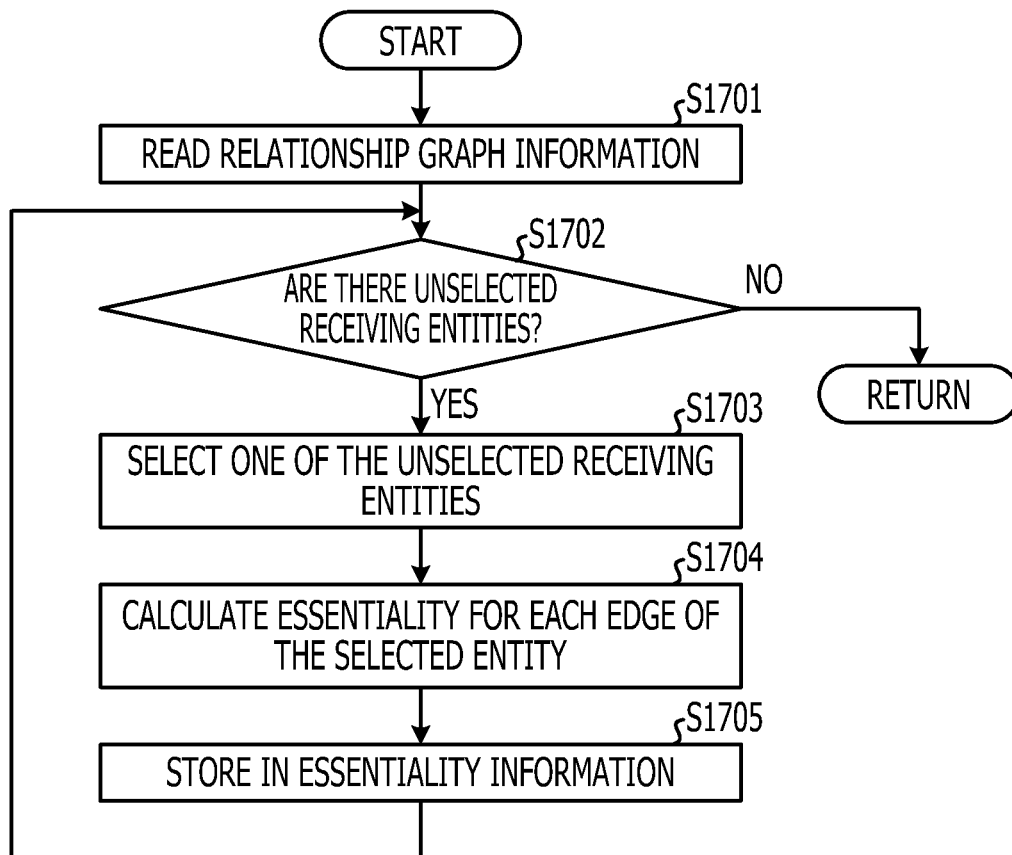 START
S1701
READ RELATIONSHIP GRAPH INFORMATION
S1702
ARE THERE UNSELECTED
RECEIVING ENTITIES?
NO
RETURN
YES
S1703
SELECT ONE OF THE UNSELECTED RECEIVING
ENTITIES
S1704
CALCULATE ESSENTIALITY FOR EACH EDGE OF
THE SELECTED ENTITY
S1705
STORE IN ESSENTIALITY INFORMATION